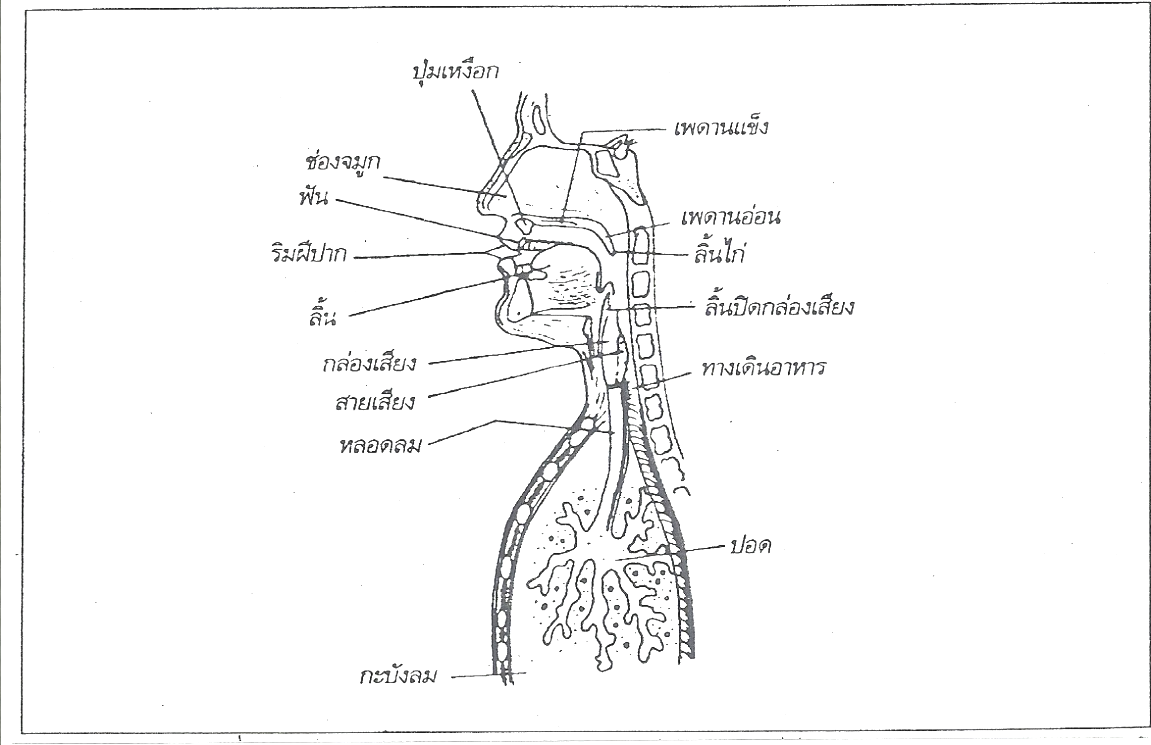 ปุ่มเหงือก
เพดานแข็ง
ช่องจมูก
ฟัน
เพดานอ่อน
ริมฝีปาก
ลิ้นไก่
ลิ้น
ลิ้นปิดกล่องเสียง
กล่องเสียง
ทางเดินอาหาร
สายเสียง
หลอดลม
ปอด
กะบังลม